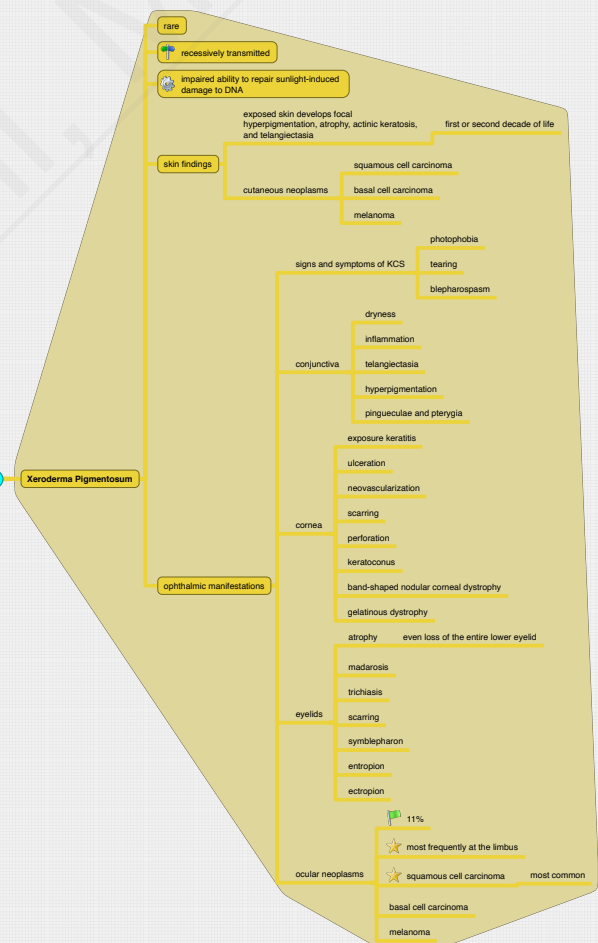 rare
recessively transmitted
impaired ability to repair sunlight-induced
damage to DNA
exposed skin develops focal
hyperpigmentation, atrophy, actinic keratosis,
and telangiectasia
first or second decade of life
skin findings
squamous cell carcinoma
cutaneous neoplasms
basal cell carcinoma
melanoma
photophobia
signs and symptoms of KCS
tearing
blepharospasm
dryness
inflammation
conjunctiva
telangiectasia
hyperpigmentation
pingueculae and pterygia
exposure keratitis
ulceration
Xeroderma Pigmentosum
neovascularization
scarring
cornea
perforation
keratoconus
ophthalmic manifestations
band-shaped nodular corneal dystrophy
gelatinous dystrophy
atrophy
even loss of the entire lower eyelid
madarosis
trichiasis
eyelids
scarring
symblepharon
entropion
ectropion
11%
most frequently at the limbus
ocular neoplasms
squamous cell carcinoma
most common
basal cell carcinoma
melanoma